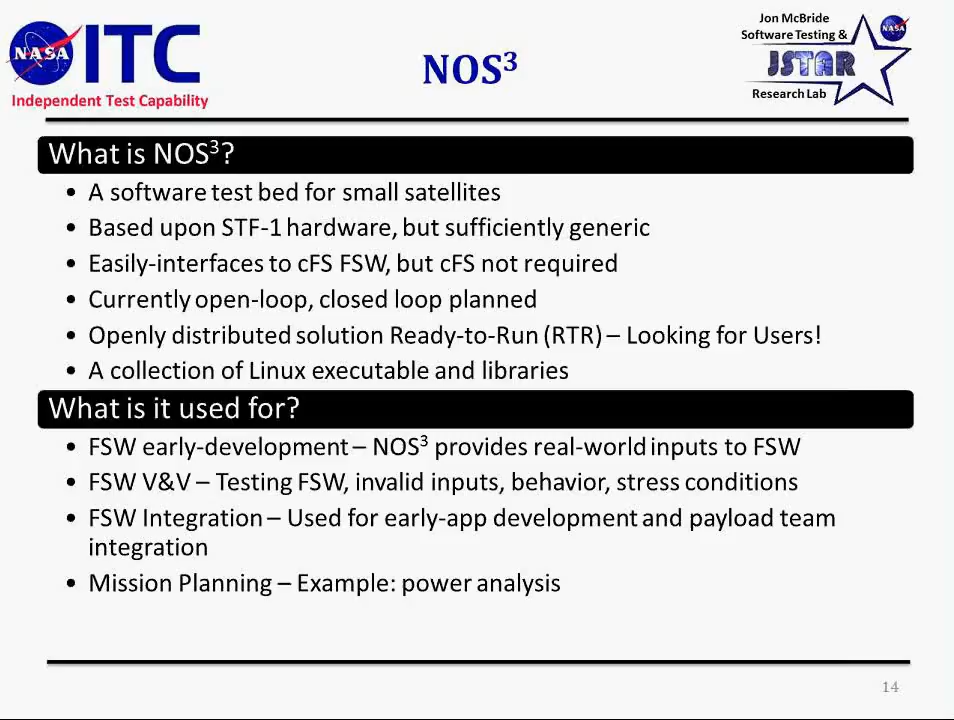 NASA ITC
Independent Test Capability
NOS³
Jon McBride
Software Testing &
JSTAR
NASA
Research Lab
What is NOS³?
• A software test bed for small satellites
• Based upon STF-1 hardware, but sufficiently generic
• Easily-interfaces to cFS FSW, but cFS not required
• Currently open-loop, closed loop planned
• Openly distributed solution Ready-to-Run (RTR) – Looking for Users!
• A collection of Linux executable and libraries
What is it used for?
• FSW early-development – NOS³ provides real-world inputs to FSW
• FSW V&V – Testing FSW, invalid inputs, behavior, stress conditions
• FSW Integration – Used for early-app development and payload team
integration
• Mission Planning – Example: power analysis
14